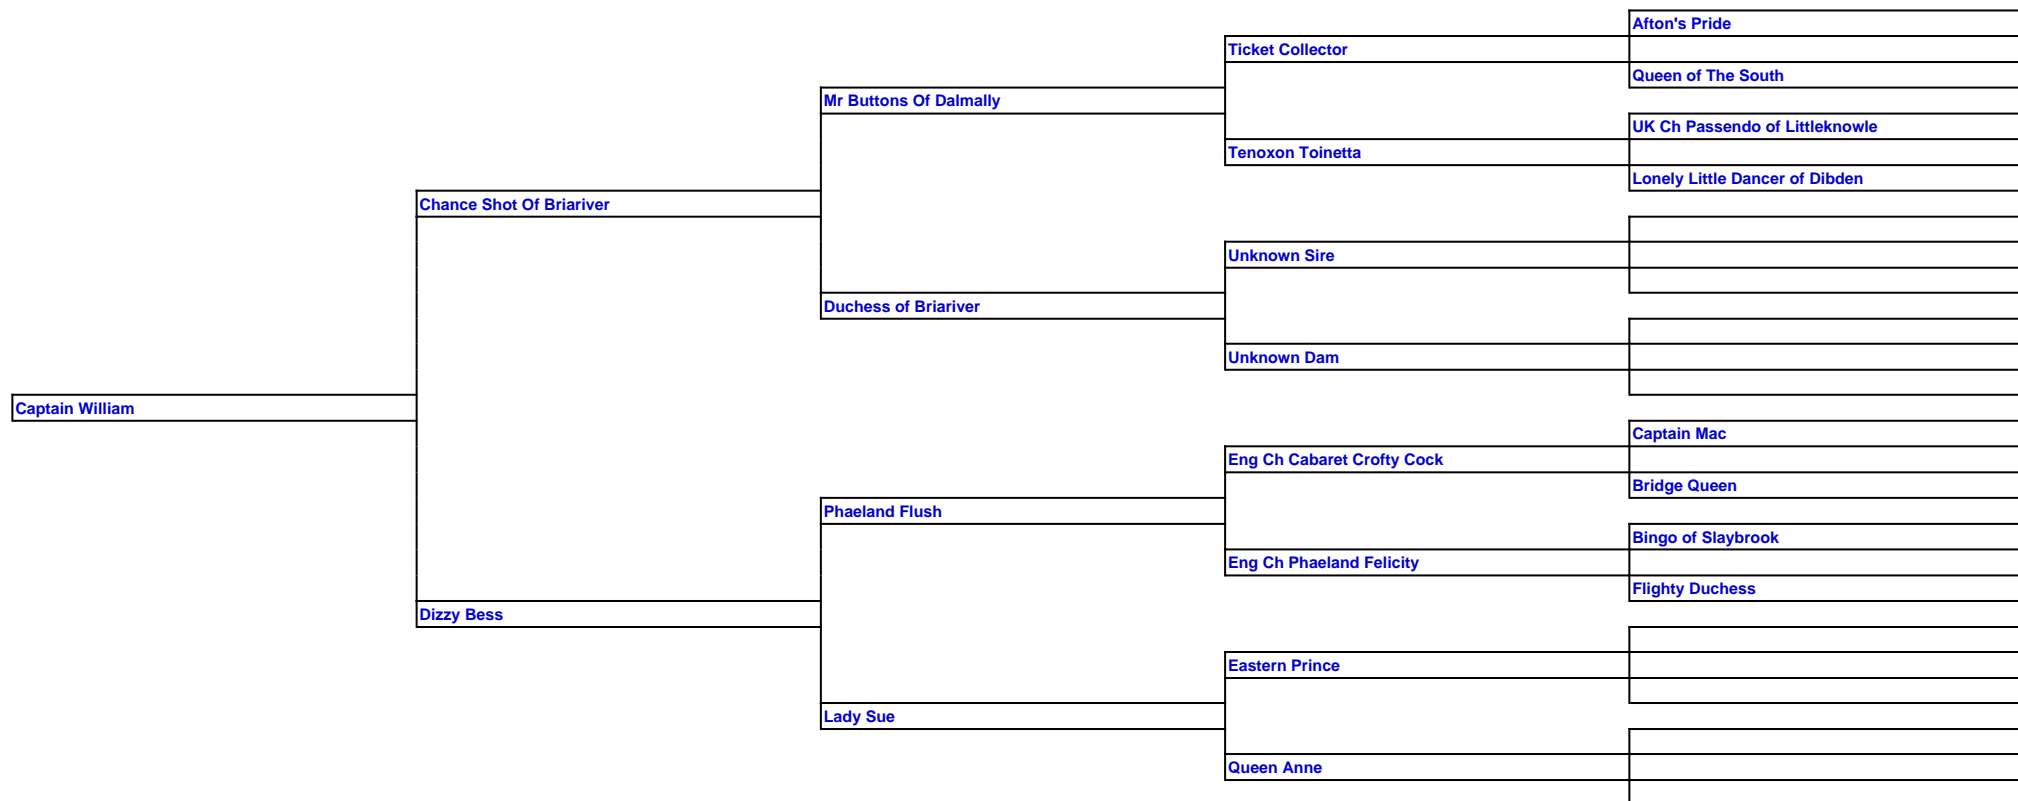 Afton's Pride
Ticket Collector
Queen of The South
Mr Buttons Of Dalmally
UK Ch Passendo of Littleknowle
Tenoxon Toinetta
Lonely Little Dancer of Dibden
Chance Shot Of Briariver
Unknown Sire
Duchess of Briariver
Unknown Dam
Captain William
Captain Mac
Eng Ch Cabaret Crofty Cock
Bridge Queen
Phaeland Flush
Bingo of Slaybrook
Eng Ch Phaeland Felicity
Flighty Duchess
Dizzy Bess
Eastern Prince
Lady Sue
Queen Anne